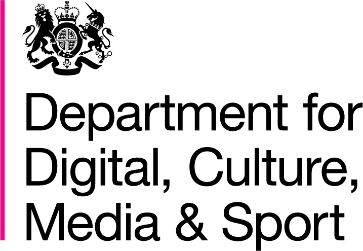 Department for
Digital, Culture,
Media & Sport